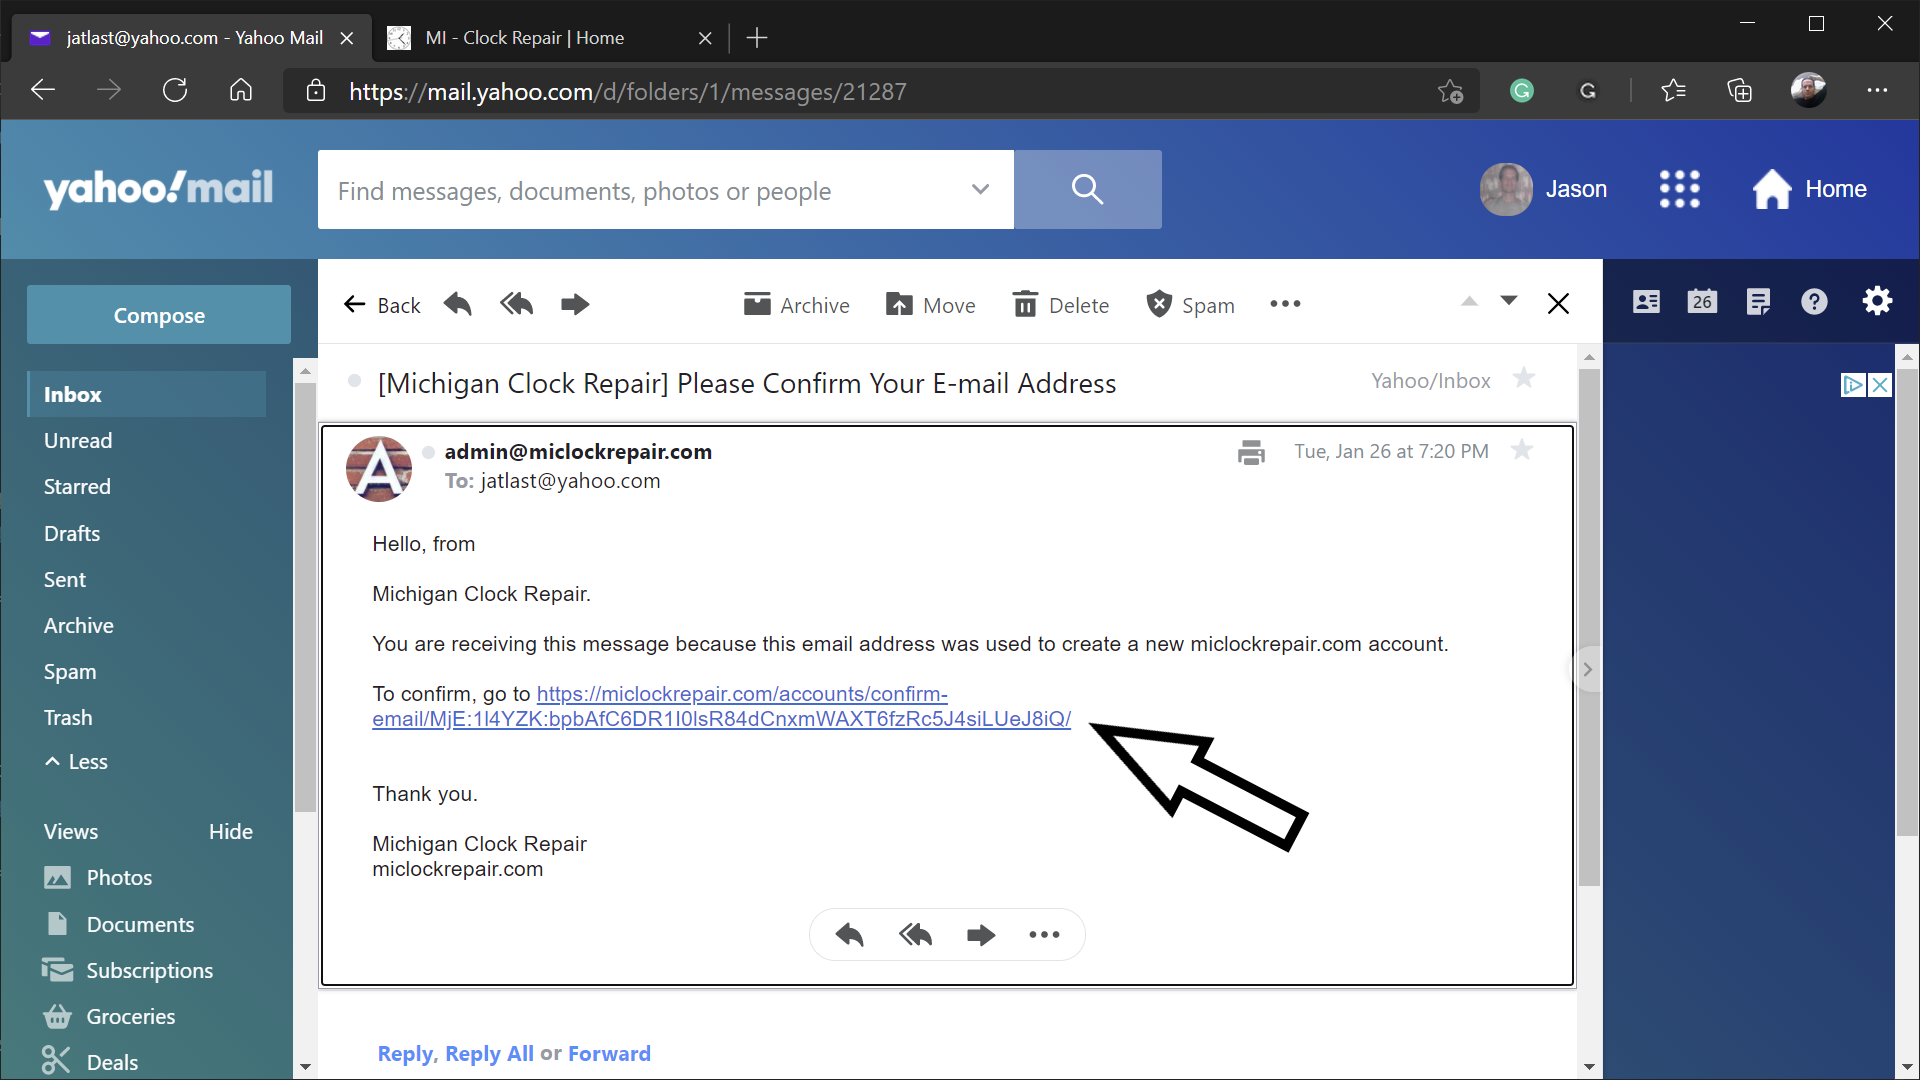 jatlast@yahoo.com - Yahoo Mail
MI - Clock Repair | Home
https://mail.yahoo.com/d/folders/1/messages/21287
yahoo!mail
Find messages, documents, photos or people
Jason
Home
Compose
Back
Archive
Move
Delete
Spam
26
Inbox
Unread
Starred
Drafts
Sent
Archive
Spam
Trash
Less
Views
Hide
Photos
Documents
Subscriptions
Groceries
Deals
[Michigan Clock Repair] Please Confirm Your E-mail Address
Yahoo/Inbox
A
admin@miclockrepair.com
Tue, Jan 26 at 7:20 PM
To: jatlast@yahoo.com
Hello, from
Michigan Clock Repair.
You are receiving this message because this email address was used to create a new miclockrepair.com account.
To confirm, go to https://miclockrepair.com/accounts/confirm-
email/MjE:1l4YZK:bpbAfC6DR1I0lsR84dCnxmWAXT6fzRc5J4siLUeJ8iQ/
Thank you.
Michigan Clock Repair
miclockrepair.com
Reply, Reply All or Forward